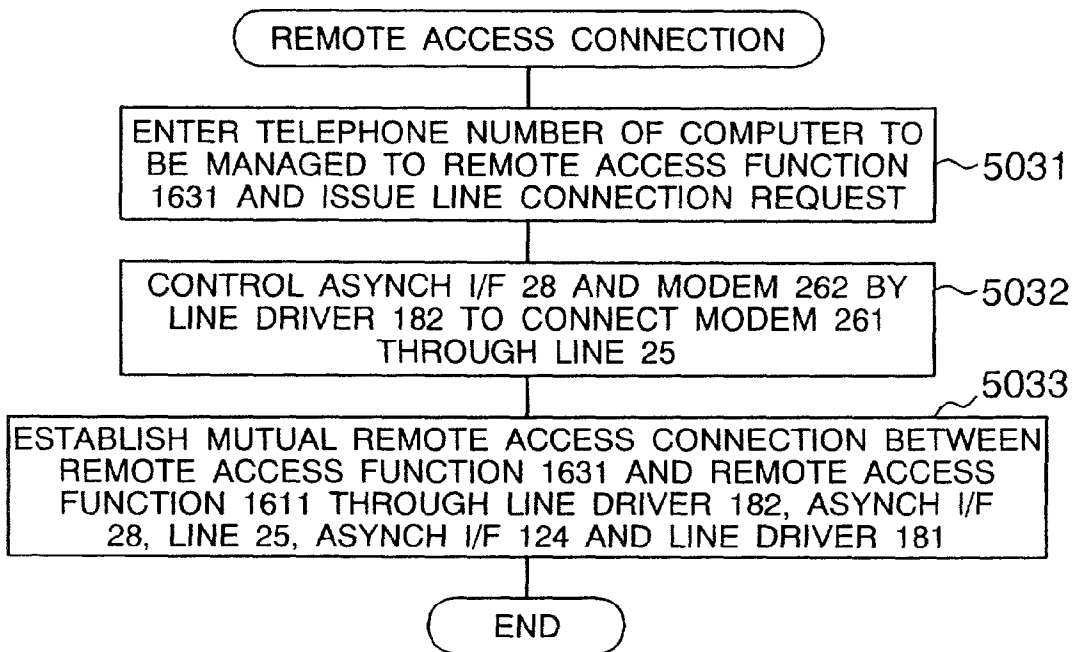 REMOTE ACCESS CONNECTION
ENTER TELEPHONE NUMBER OF COMPUTER TO
BE MANAGED TO REMOTE ACCESS FUNCTION
1631 AND ISSUE LINE CONNECTION REQUEST
5031
CONTROL ASYNCH I/F 28 AND MODEM 262 BY
LINE DRIVER 182 TO CONNECT MODEM 261
THROUGH LINE 25
5032
5033
ESTABLISH MUTUAL REMOTE ACCESS CONNECTION BETWEEN
REMOTE ACCESS FUNCTION 1631 AND REMOTE ACCESS
FUNCTION 1611 THROUGH LINE DRIVER 182, ASYNCH I/F
28, LINE 25, ASYNCH I/F 124 AND LINE DRIVER 181
END